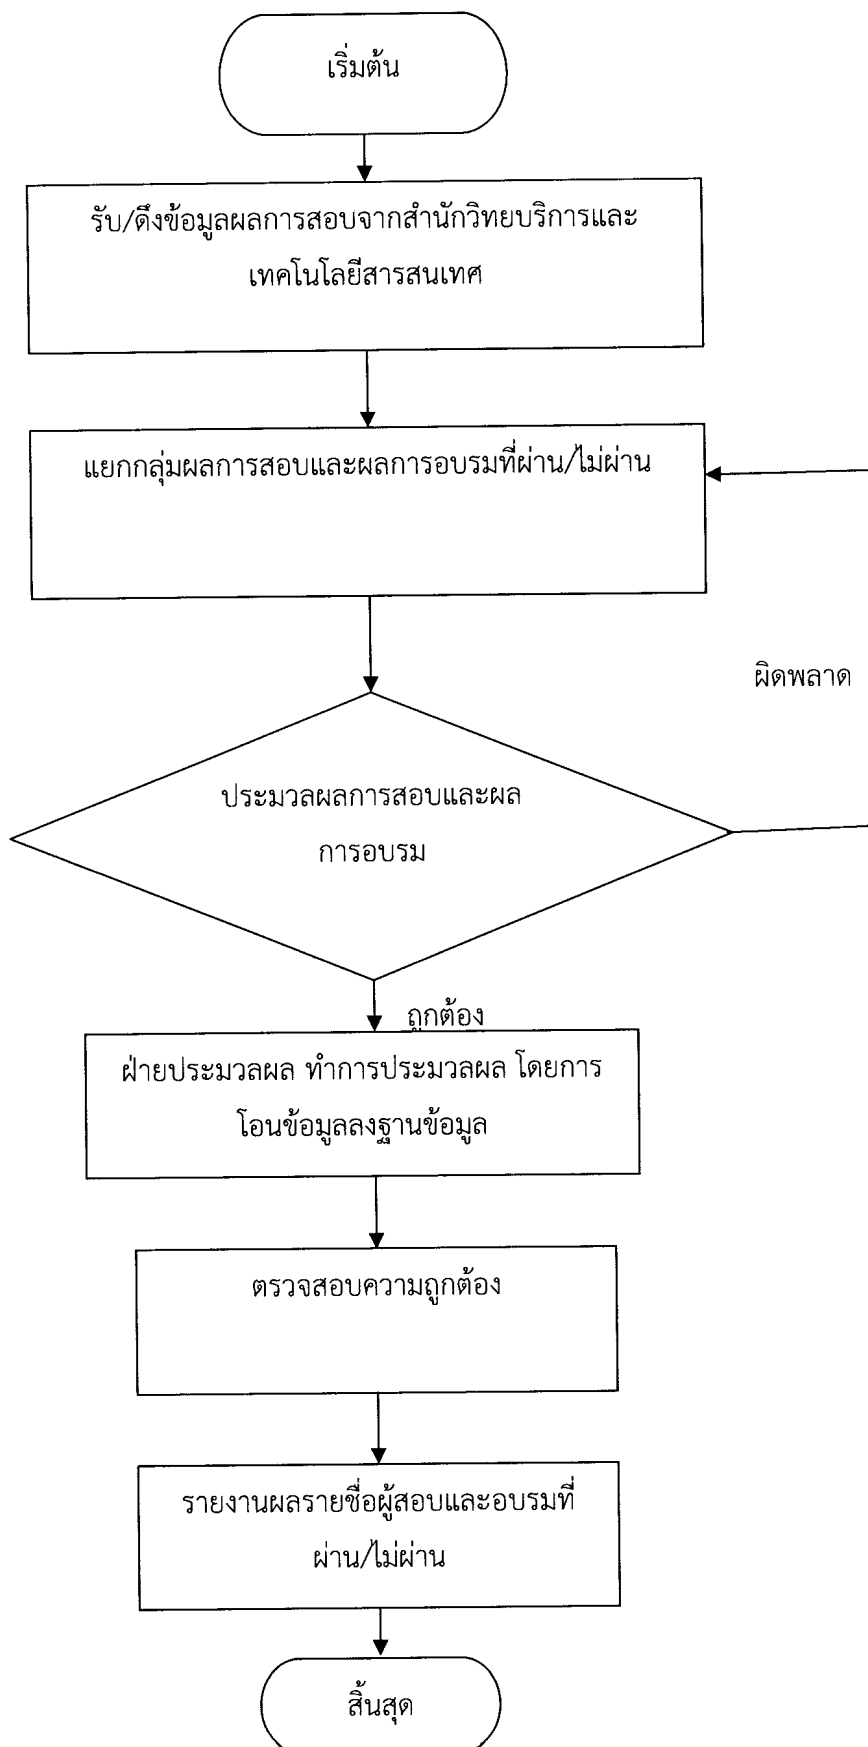 เริ่มต้น
รับ/ดึงข้อมูลผลการสอบจากสำนักวิทยบริการและ
เทคโนโลยีสารสนเทศ
แยกกลุ่มผลการสอบและผลการอบรมที่ผ่าน/ไม่ผ่าน
ผิดพลาด
ประมวลผลการสอบและผล
การอบรม
ถูกต้อง
ฝ่ายประมวลผล ทำการประมวลผล โดยการ
โอนข้อมูลลงฐานข้อมูล
ตรวจสอบความถูกต้อง
รายงานผลรายชื่อผู้สอบและอบรมที่
ผ่าน/ไม่ผ่าน
สิ้นสุด